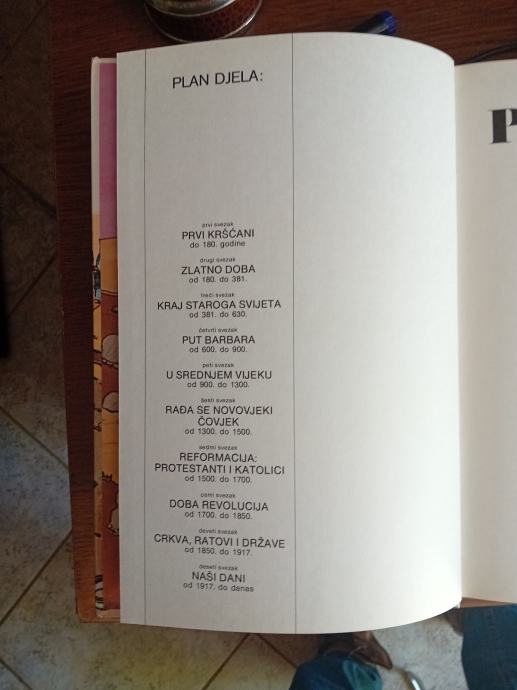 PLAN DJELA:
prvi svezak
PRVI KRŠĆANI
do 180. godine
drugi svezak
ZLATNO DOBA
od 180. do 381.
treći svezak
KRAJ STAROGA SVIJETA
od 381. do 630.
četvrti svezak
PUT BARBARA
od 600. do 900.
peti svezak
U SREDNJEM VIJEKU
od 900. do 1300.
šesti svezak
RAĐA SE NOVOVJEKI
ČOVJEK
od 1300. do 1500.
sedmi svezak
REFORMACIJA:
PROTESTANTI I KATOLICI
od 1500. do 1700.
osmi svezak
DOBA REVOLUCIJA
od 1700. do 1850.
deveti svezak
CRKVA, RATOVI I DRŽAVE
od 1850. do 1917.
deseti svezak
NAŠI DANI
od 1917. do danas
P